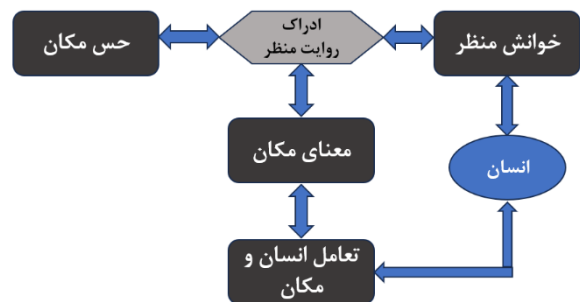 خوانش منظر
ادراک
روایت منظر
حس مکان
معنای مکان
انسان
تعامل انسان و
مکان